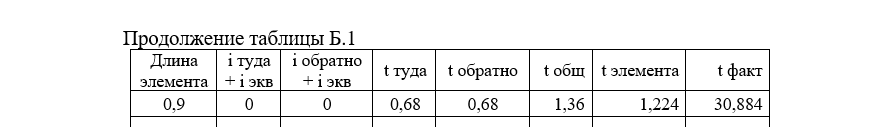 Продолжение таблицы Б.1
Длина элемента i туда + i экв i обратно + i экв t туда t обратно t общ t элемента t факт
0,9 0 0 0,68 0,68 1,36 1,224 30,884